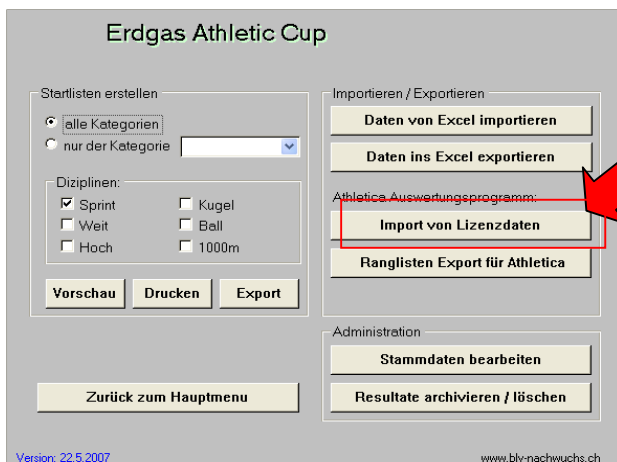 Erdgas Athletic Cup
Startlisten erstellen
alle Kategorien
nur der Kategorie
Diziplinen:
Sprint
Kugel
Weit
Ball
Hoch
1000m
Vorschau
Drucken
Export
Zurück zum Hauptmenu
Importieren / Exportieren
Daten von Excel importieren
Daten ins Excel exportieren
Athletica Auswertungsprogramm:
Import von Lizenzdaten
Ranglisten Export für Athletica
Administration
Stammdaten bearbeiten
Resultate archivieren / löschen
Version: 22.5.2007
www.blv-nachwuchs.ch